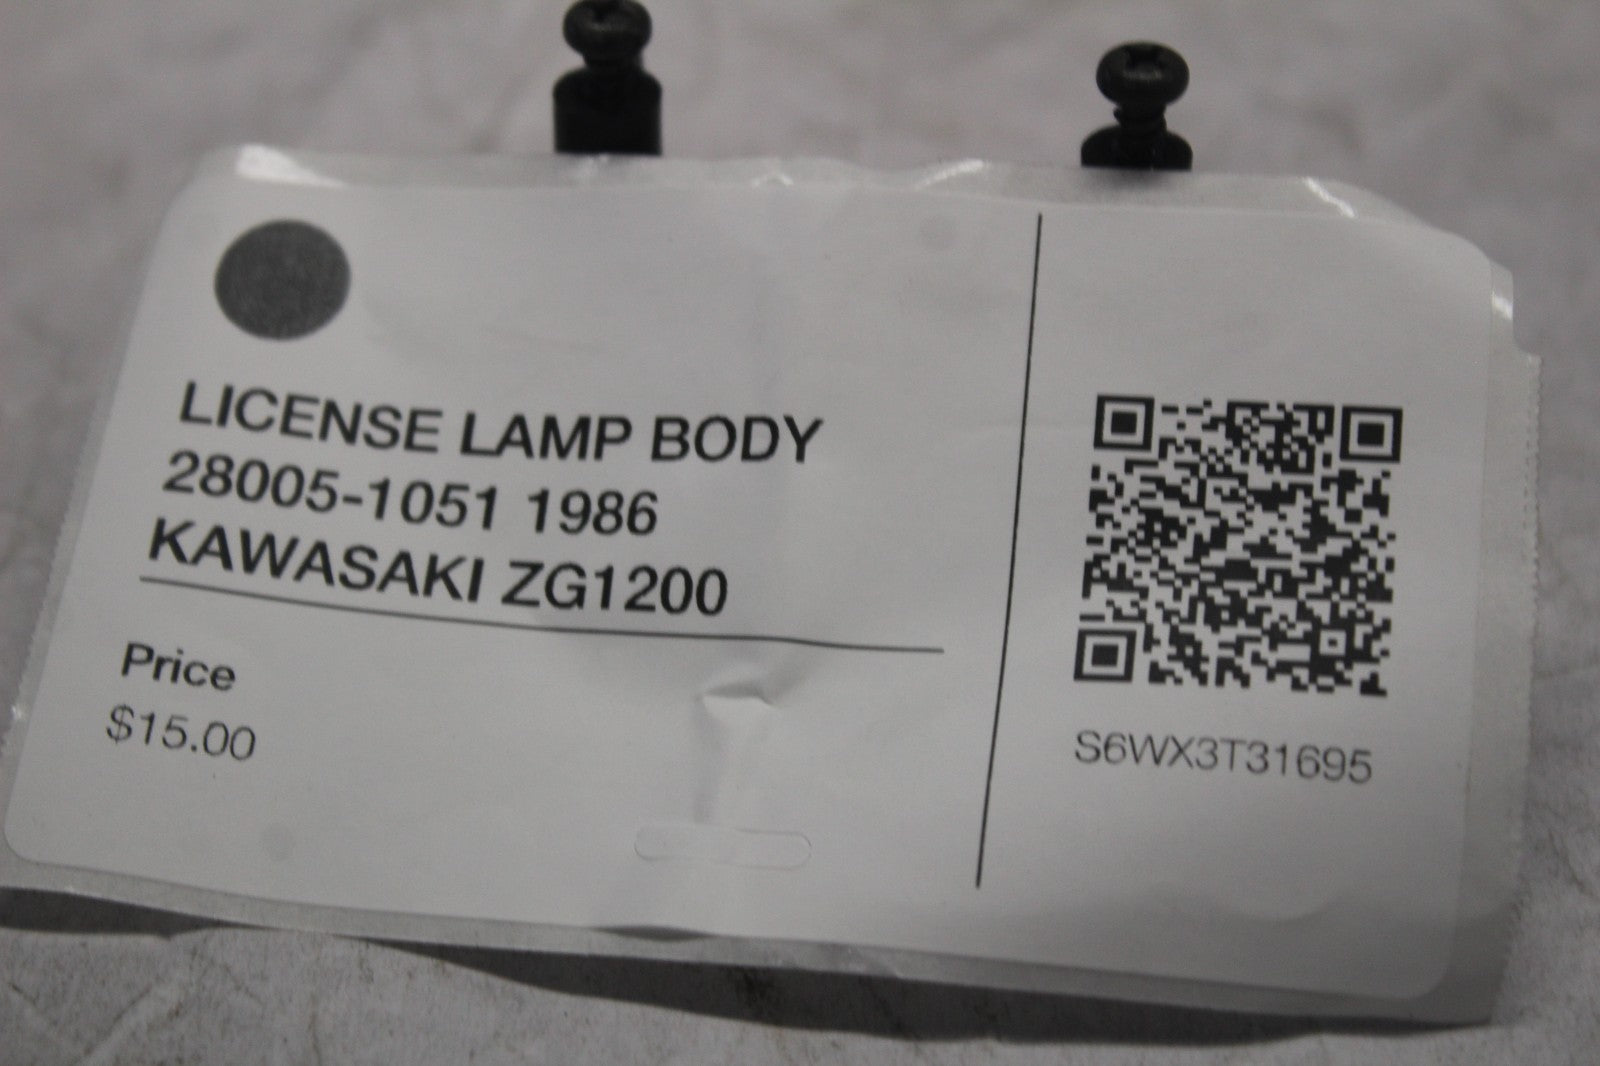 LICENSE LAMP BODY
28005-1051 1986
KAWASAKI ZG1200
Price
$15.00
S6WX3T31695